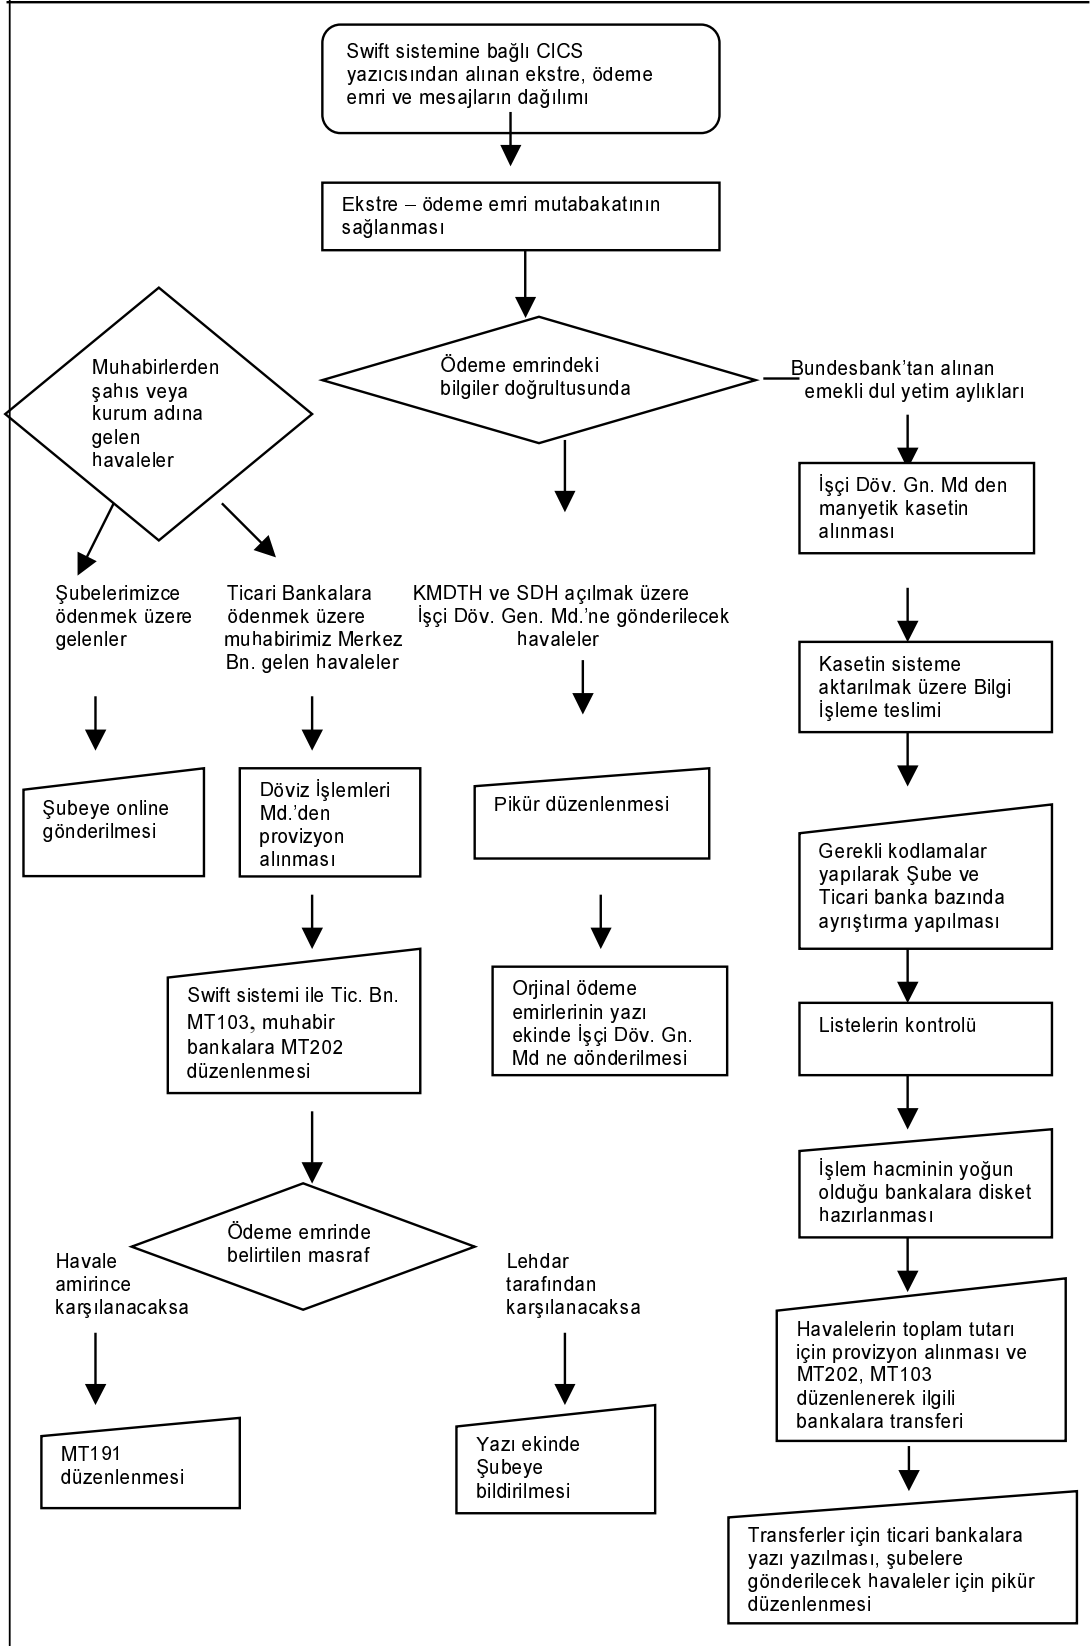 Swift sistemine bağlı CICS
yazıcısından alınan ekstre, ödeme
emri ve mesajların dağılımı
Ekstre – ödeme emri mutabakatının
sağlanması
Muhabirlerden
şahıs veya
kurum adına
gelen
havaleler
Ödeme emrindeki
bilgiler doğrultusunda
Bundesbank'tan alınan
emekli dul yetim aylıkları
İşçi Döv. Gn. Md den
manyetik kasetin
alınması
Şubelerimizce
ödenmek üzere
gelenler
Ticari Bankalara
ödenmek üzere
muhabirimiz Merkez
Bn. gelen havaleler
KMDTH ve SDH açılmak üzere
İşçi Döv. Gen. Md.'ne gönderilecek
havaleler
Kasetin sisteme
aktarılmak üzere Bilgi
İşleme teslimi
Şubeye online
gönderilmesi
Döviz İşlemleri
Md.'den
provizyon
alınması
Pikür düzenlenmesi
Gerekli kodlamalar
yapılarak Şube ve
Ticari banka bazında
ayrıştırma yapılması
Swift sistemi ile Tic. Bn.
MT103, muhabir
bankalara MT202
düzenlenmesi
Orjinal ödeme
emirlerinin yazı
ekinde İşçi Döv. Gn.
Md ne gönderilmesi
Listelerin kontrolü
İşlem hacminin yoğun
olduğu bankalara disket
hazırlanması
Ödeme emrinde
belirtilen masraf
Havale
amirince
karşılanacaksa
Lehdar
tarafından
karşılanacaksa
Havalelerin toplam tutarı
için provizyon alınması ve
MT202, MT103
düzenlenerek ilgili
bankalara transferi
MT191
düzenlenmesi
Yazı ekinde
Şubeye
bildirilmesi
Transferler için ticari bankalara
yazı yazılması, şubelere
gönderilecek havaleler için pikür
düzenlenmesi